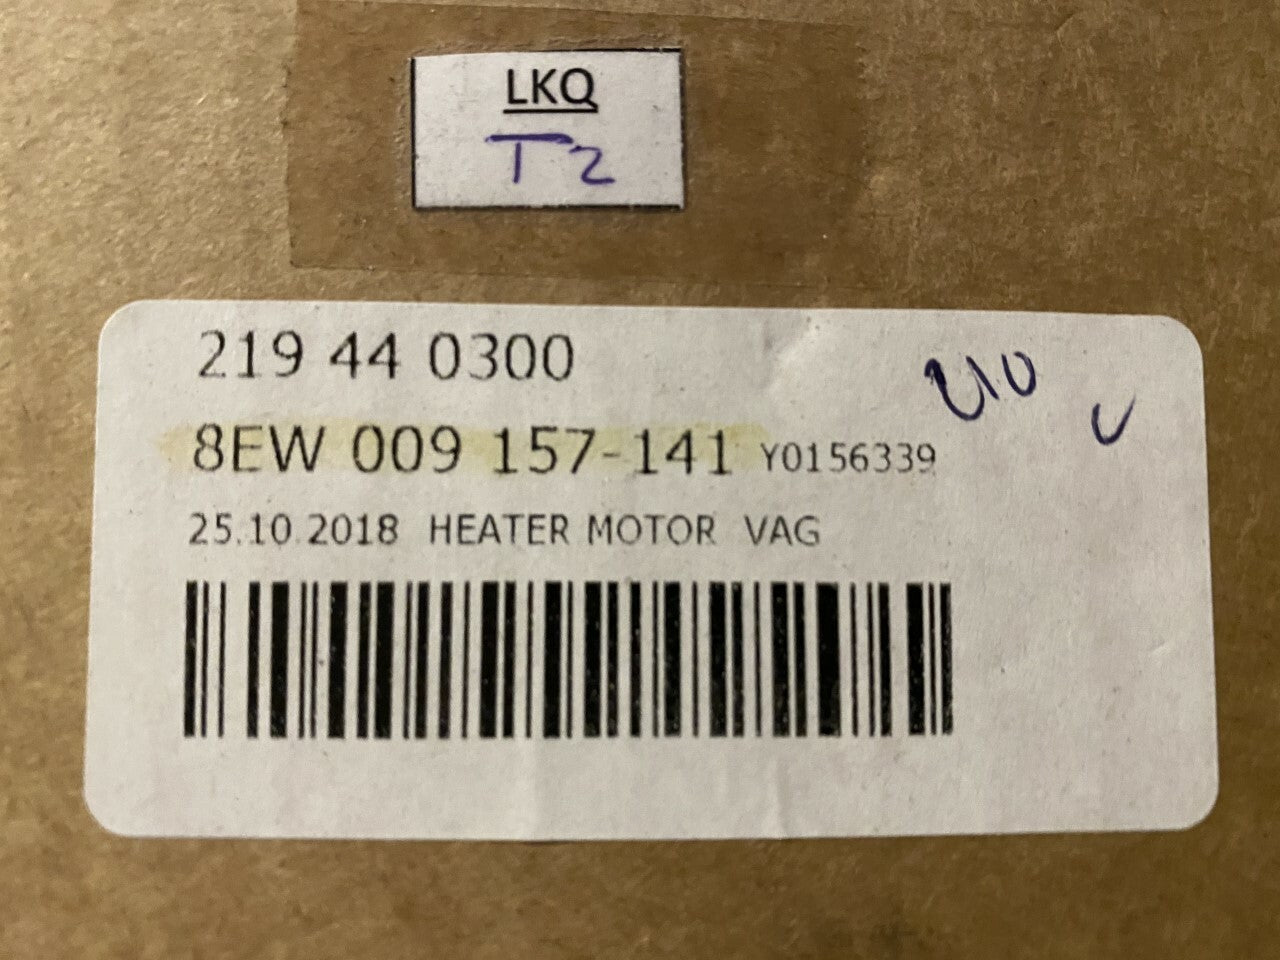 LKQ
T2
219 44 0300
8EW 009 157-141 Y0156339
25.10.2018 HEATER MOTOR VAG